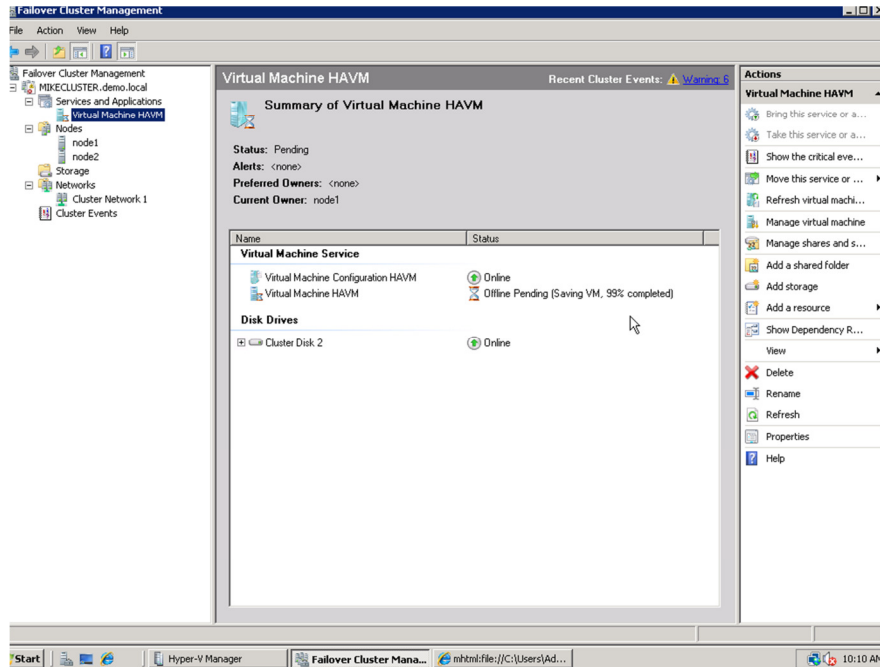 Failover Cluster Management
File Action View Help
Failover Cluster Management
MIKECLUSTER.demo.local
Services and Applications
Virtual Machine HAVM
Nodes
node1
node2
Storage
Networks
Cluster Network 1
Cluster Events
Virtual Machine HAVM
Recent Cluster Events: Warning: 6
Summary of Virtual Machine HAVM
Status: Pending
Alerts: <none>
Preferred Owners: <none>
Current Owner: node1
Name Status
Virtual Machine Service
Virtual Machine Configuration HAVM Online
Virtual Machine HAVM Offline Pending (Saving VM, 99% completed)
Disk Drives
Cluster Disk 2 Online
Actions
Virtual Machine HAVM
Bring this service or a...
Take this service or a...
Show the critical eve...
Move this service or ...
Refresh virtual machi...
Manage virtual machine
Manage shares and s...
Add a shared folder
Add storage
Add a resource
Show Dependency R...
View
Delete
Rename
Refresh
Properties
Help
Start Hyper-V Manager Failover Cluster Mana... mhtml:file://C:\Users\Ad... 10:10 AM